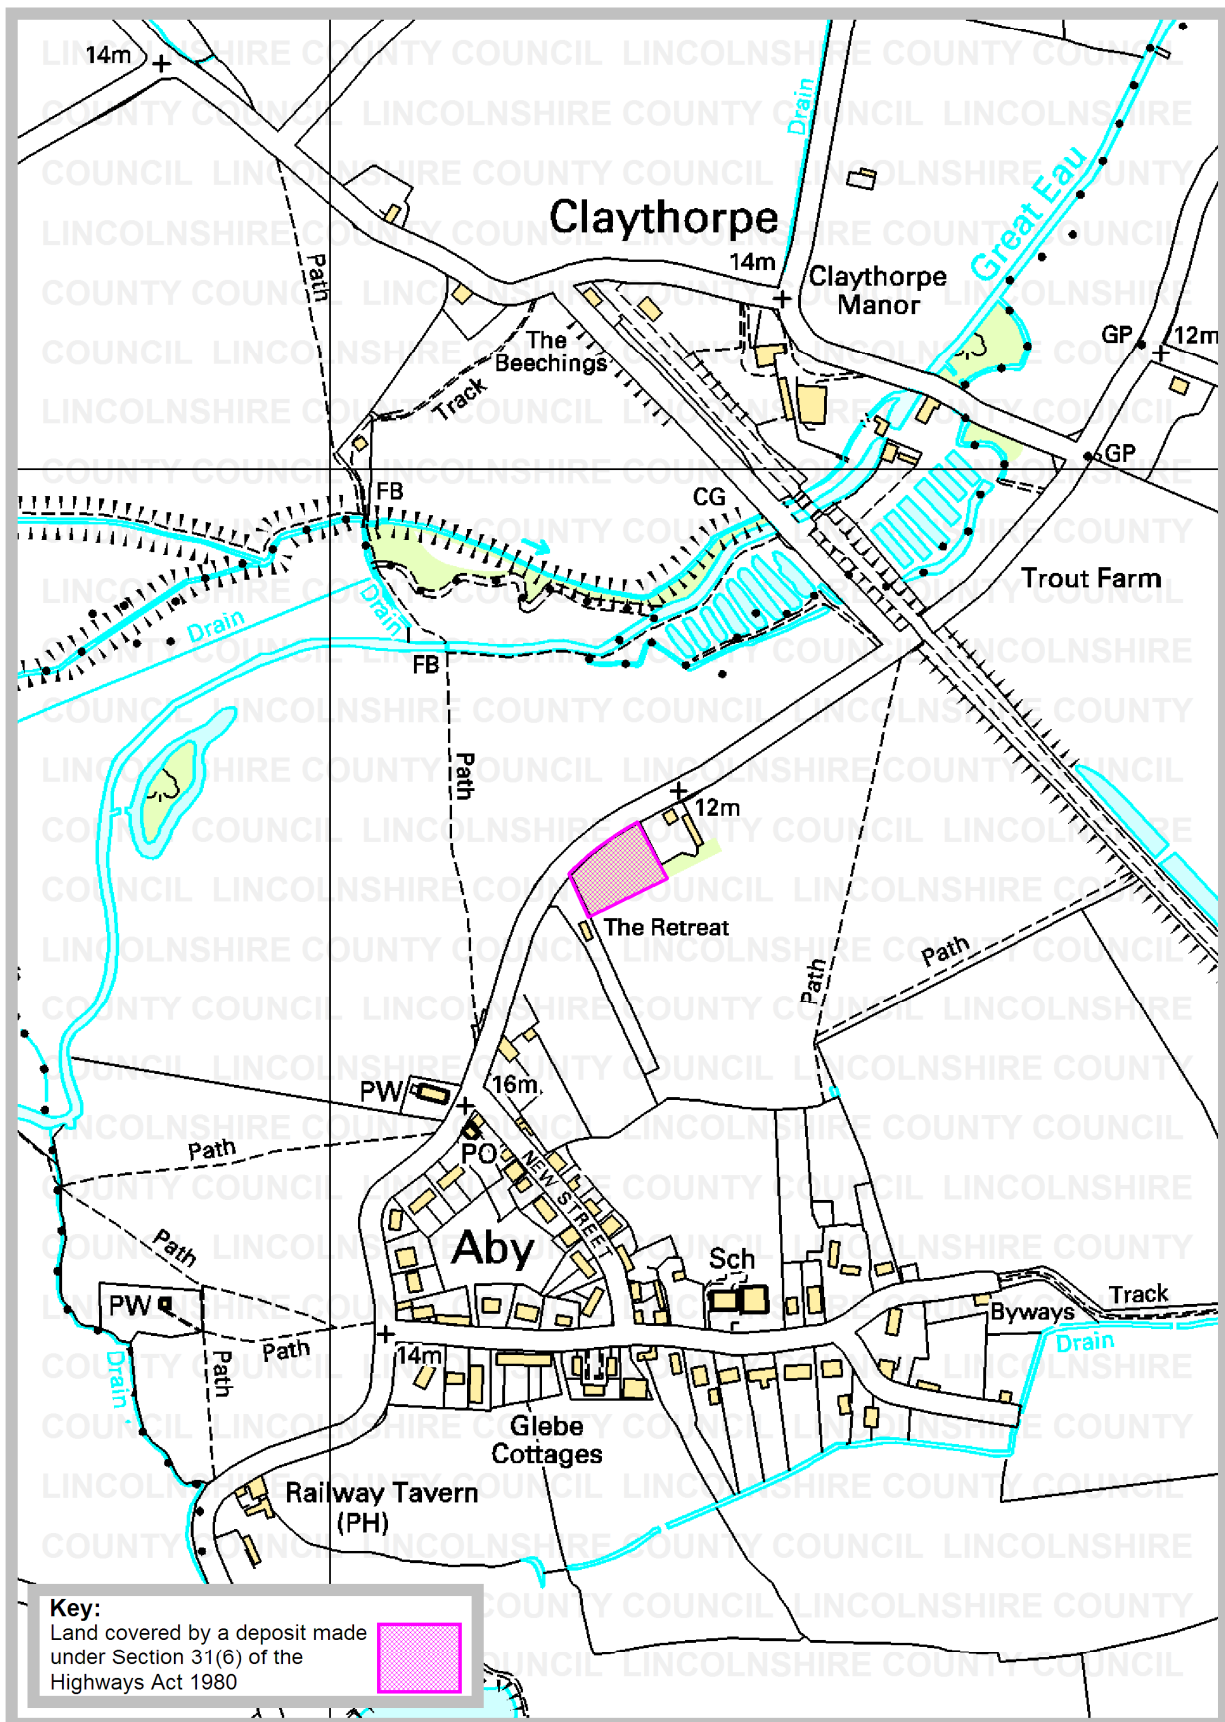 14m
Drain
Great Eau
Claythorpe
Path
14m
Claythorpe
Manor
GP
12m
The
Beechings
Track
GP
FB
CG
Trout Farm
Drain
Drain
FB
Path
12m
The Retreat
Path
Path
PW
16m
PO
NEW STREET
Path
Aby
Path
Sch
PW
Byways
Track
Drain
Path
14m
Drain
Path
Glebe
Cottages
Railway Tavern
(PH)
Key:
Land covered by a deposit made
under Section 31(6) of the
Highways Act 1980
LINCOLNSHIRE COUNTY COUNCIL